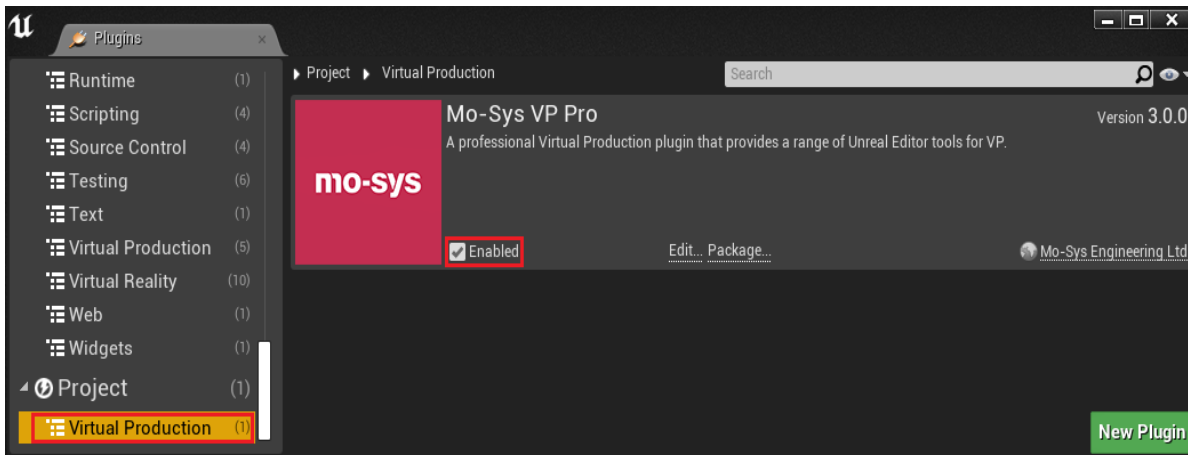 Plugins
Runtime (1)
Scripting (4)
Source Control (4)
Testing (6)
Text (1)
Virtual Production (5)
Virtual Reality (10)
Web (1)
Widgets (1)
Project (1)
Virtual Production (1)
Project Virtual Production
Search
mo-sys
Mo-Sys VP Pro
Version 3.0.0
A professional Virtual Production plugin that provides a range of Unreal Editor tools for VP.
Enabled
Edit... Package...
Mo-Sys Engineering Ltd
New Plugin